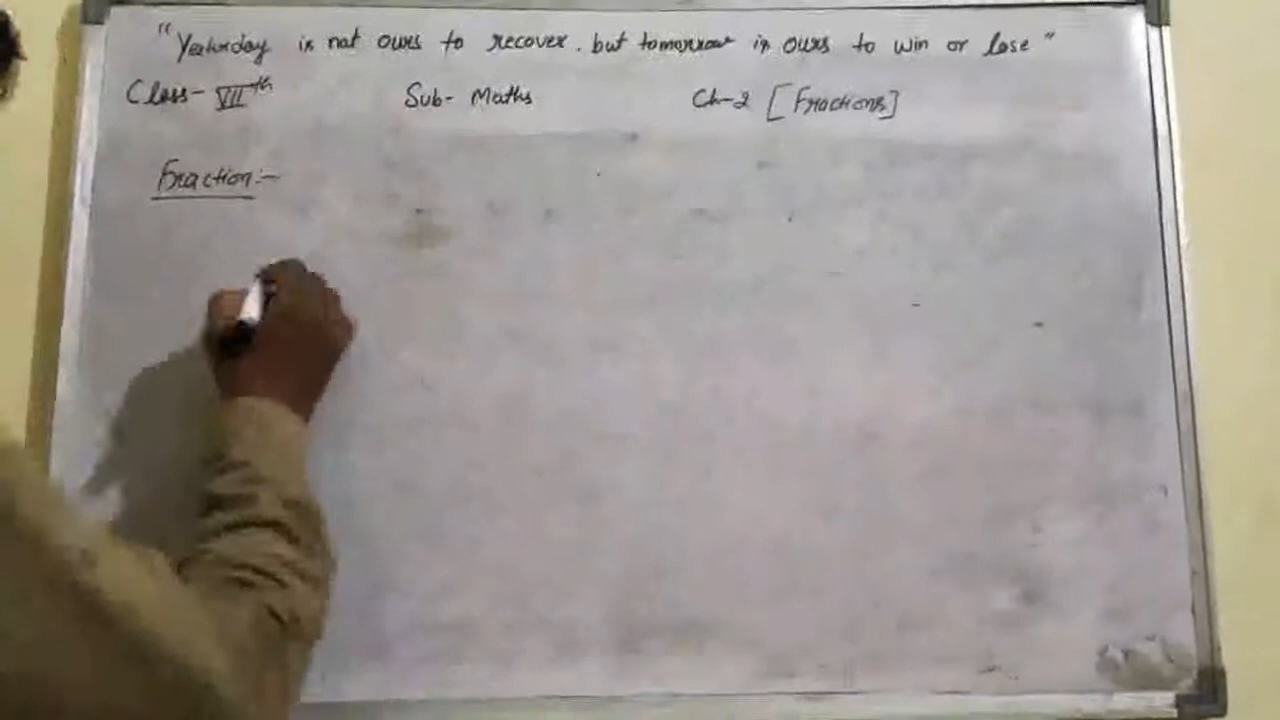 "Yesterday is not ours to recover. but tomorrow is ours to win or lose"
Class- VIIth Sub- Maths Ch-2 [Fractions]
Fraction:-